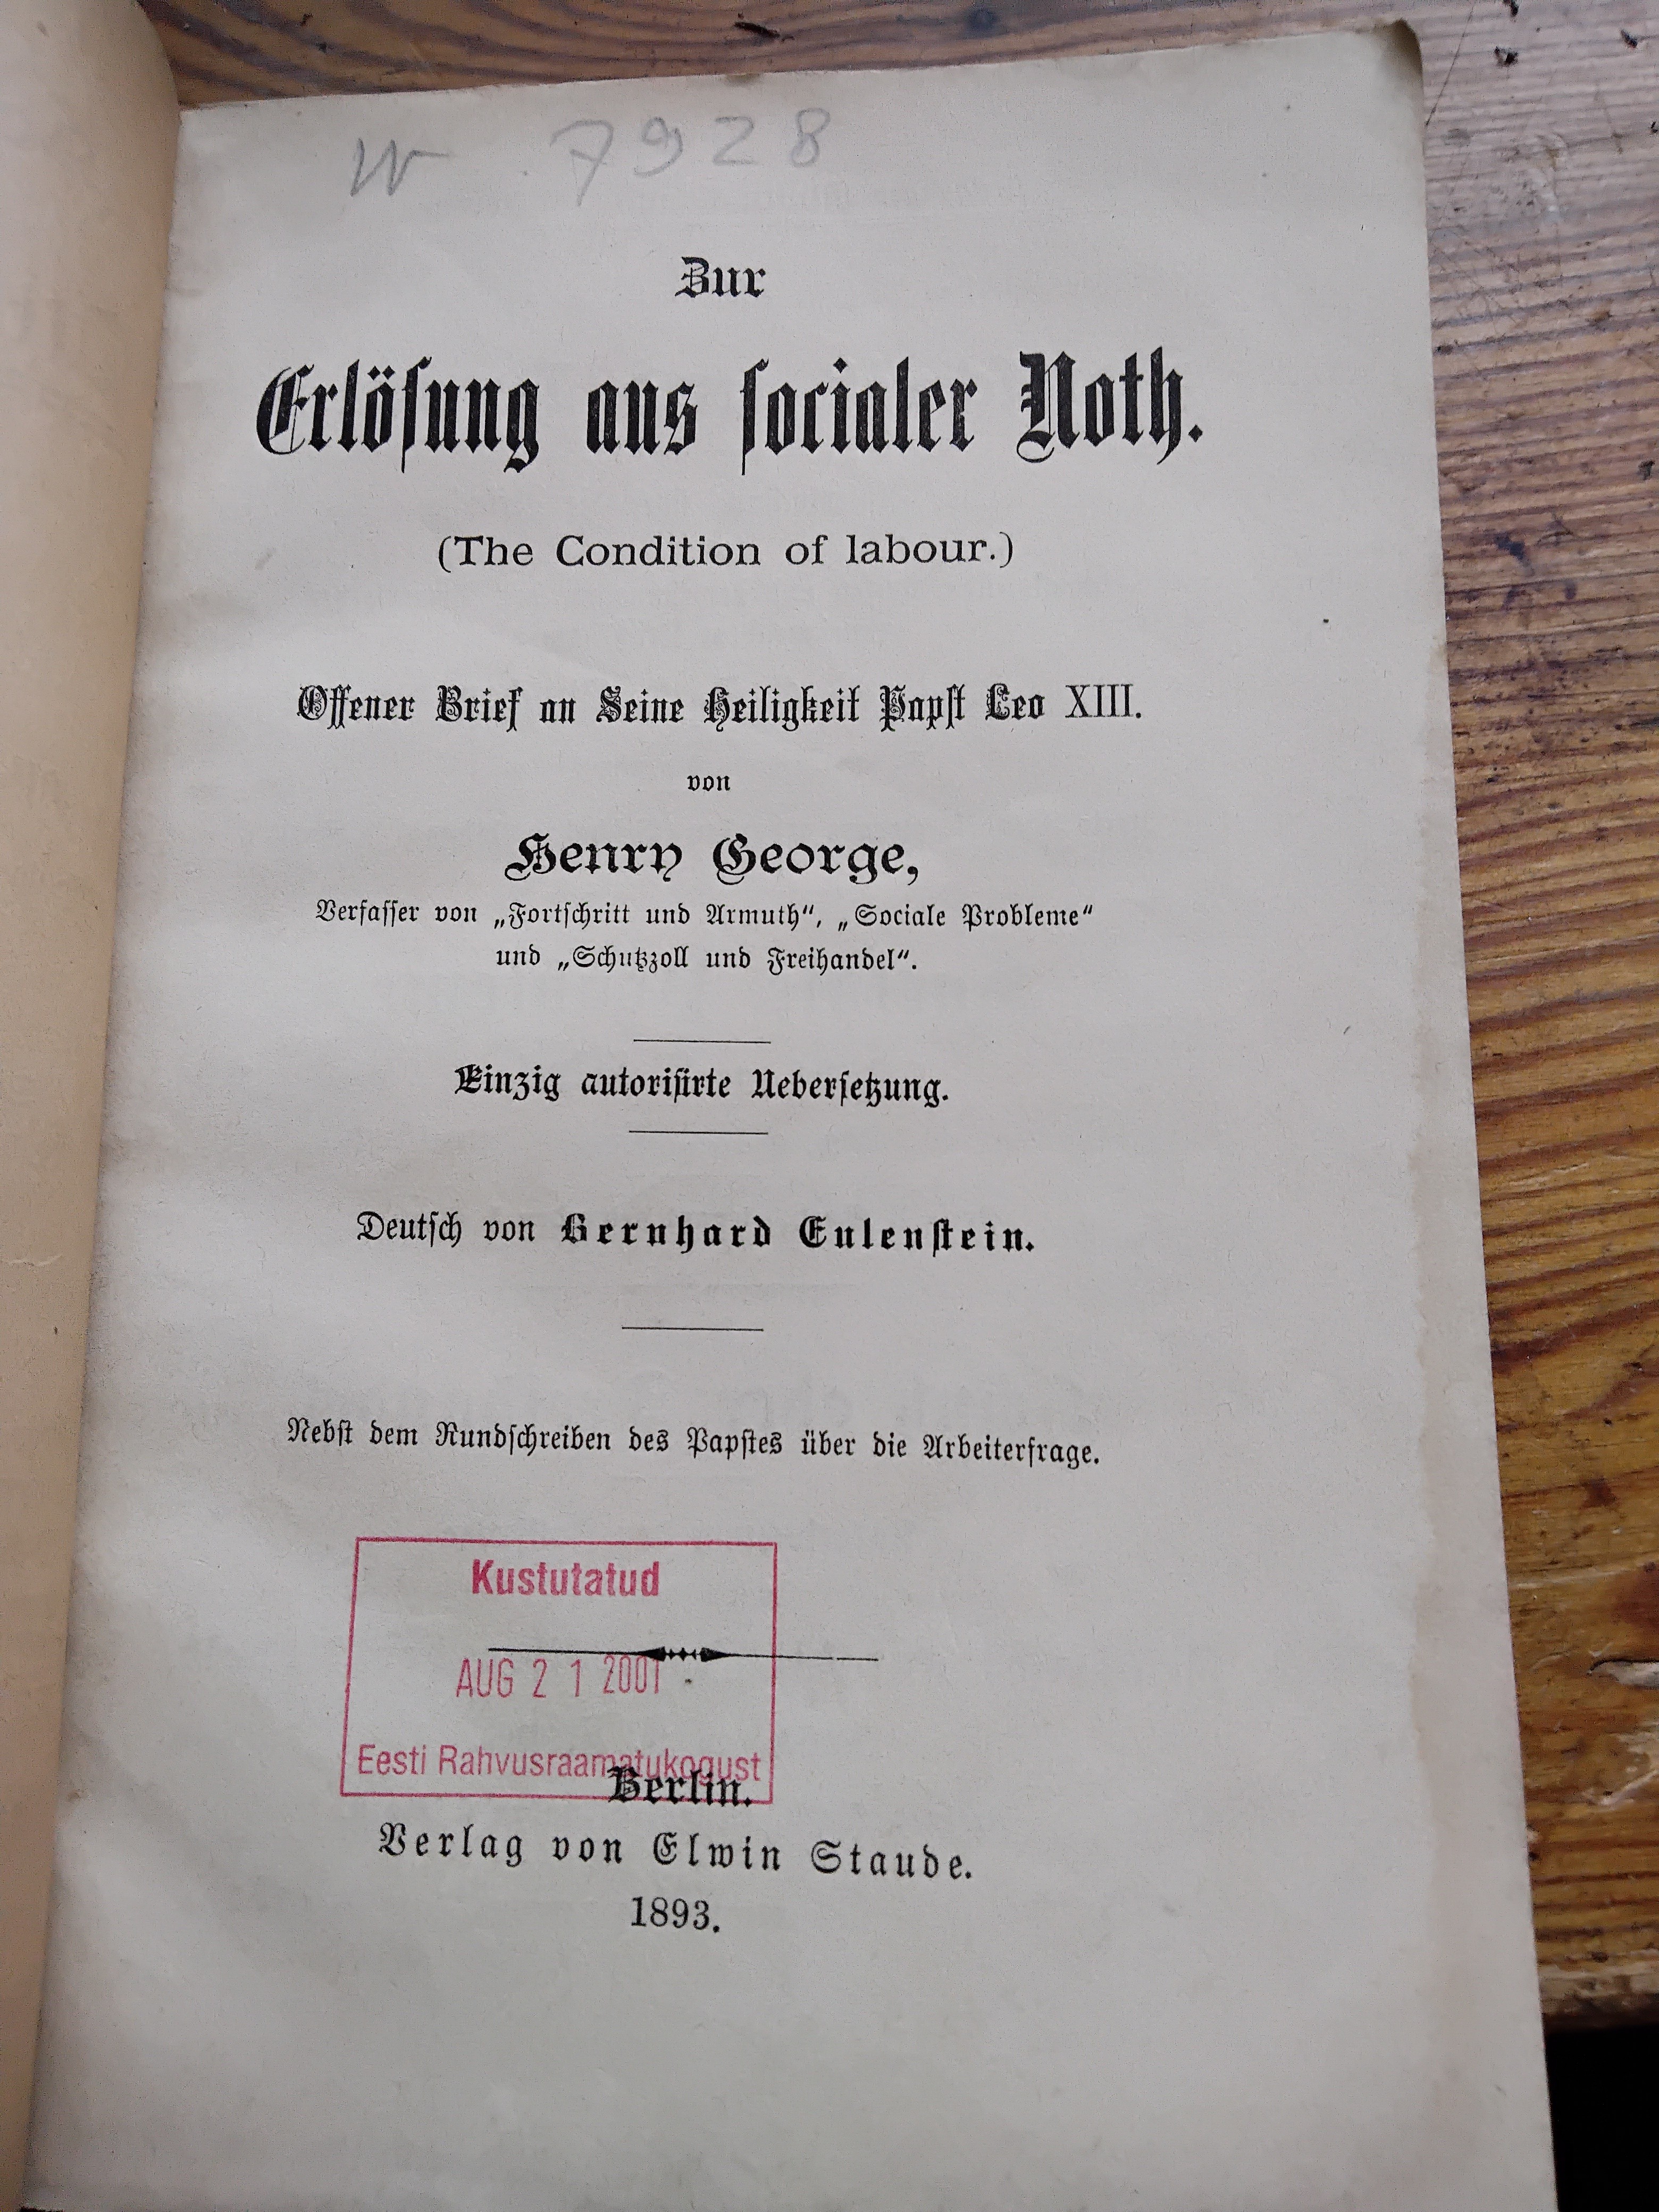 W 7928
Zur
Erlöſung aus ſocialer Noth.
(The Condition of labour.)
Offener Brief an Seine Heiligkeit Papſt Leo XIII.
von
Henry George,
Verfaſſer von „Fortſchritt und Armuth“, „Sociale Probleme“
und „Schutzzoll und Freihandel“.
Einzig autoriſirte Ueberſetzung.
Deutſch von Bernhard Eulenſtein.
Nebſt dem Rundſchreiben des Papſtes über die Arbeiterfrage.
Kustutatud
AUG 2 1 2001
Eesti Rahvusraamatukogust
Berlin.
Verlag von Elwin Staude.
1893.